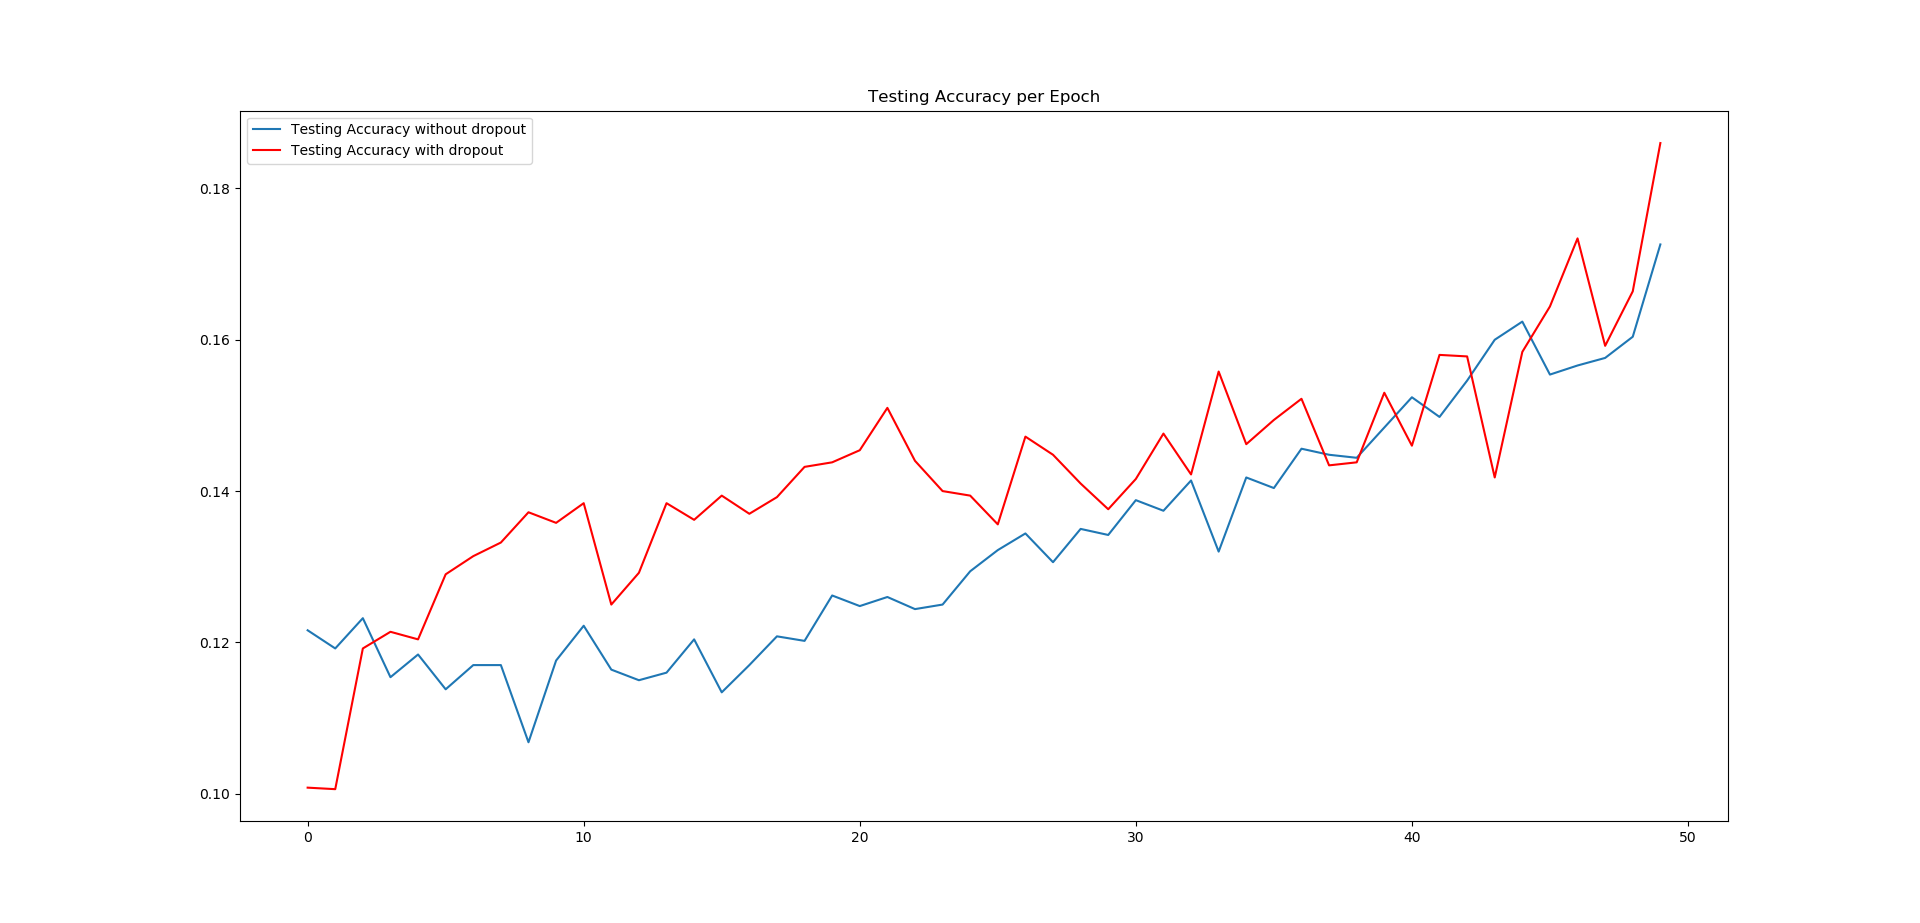 Testing Accuracy per Epoch
Testing Accuracy without dropout
Testing Accuracy with dropout
0.18
0.16
0.14
0.12
0.10
0 10 20 30 40 50